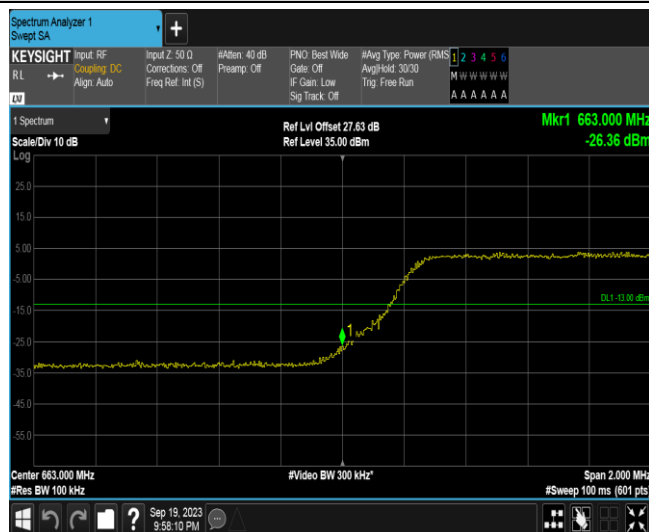 Spectrum Analyzer 1
Swept SA
+
KEYSIGHT
RL
LXI
Input: RF
Coupling: DC
Align: Auto
Input Z: 50 Ω
Corrections: Off
Freq Ref: Int (S)
#Atten: 40 dB
Preamp: Off
PNO: Best Wide
Gate: Off
IF Gain: Low
Sig Track: Off
#Avg Type: Power (RMS
Avg|Hold: 30/30
Trig: Free Run
1 2 3 4 5 6
M W W W W W
A A A A A A
1 Spectrum
Scale/Div 10 dB
Log
Ref Lvl Offset 27.63 dB
Ref Level 35.00 dBm
Mkr1 663.000 MHz
-26.36 dBm
25.0
15.0
5.00
-5.00
-15.0
-25.0
-35.0
-45.0
-55.0
1
DL1 -13.00 dBm
Center 663.000 MHz
#Res BW 100 kHz
#Video BW 300 kHz*
Span 2.000 MHz
#Sweep 100 ms (601 pts)
?
Sep 19, 2023
9:58:10 PM